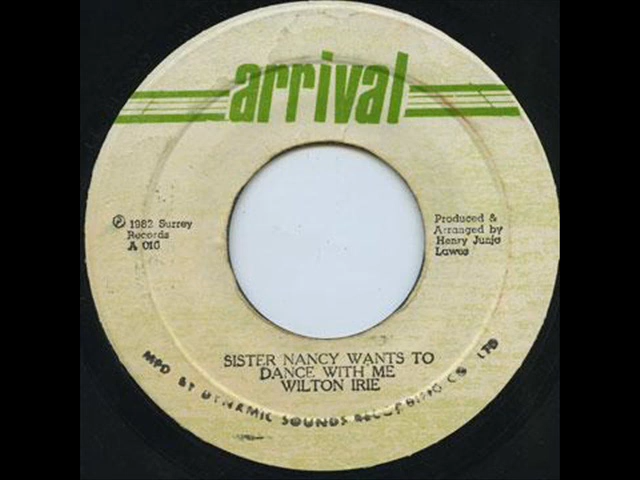 arrival
℗ 1982 Surrey
Records
A 010
Produced &
Arranged by
Henry Junjo
Lawes
SISTER NANCY WANTS TO
DANCE WITH ME
WILTON IRIE
MFD BY DYNAMIC SOUNDS RECORDING CO LTD